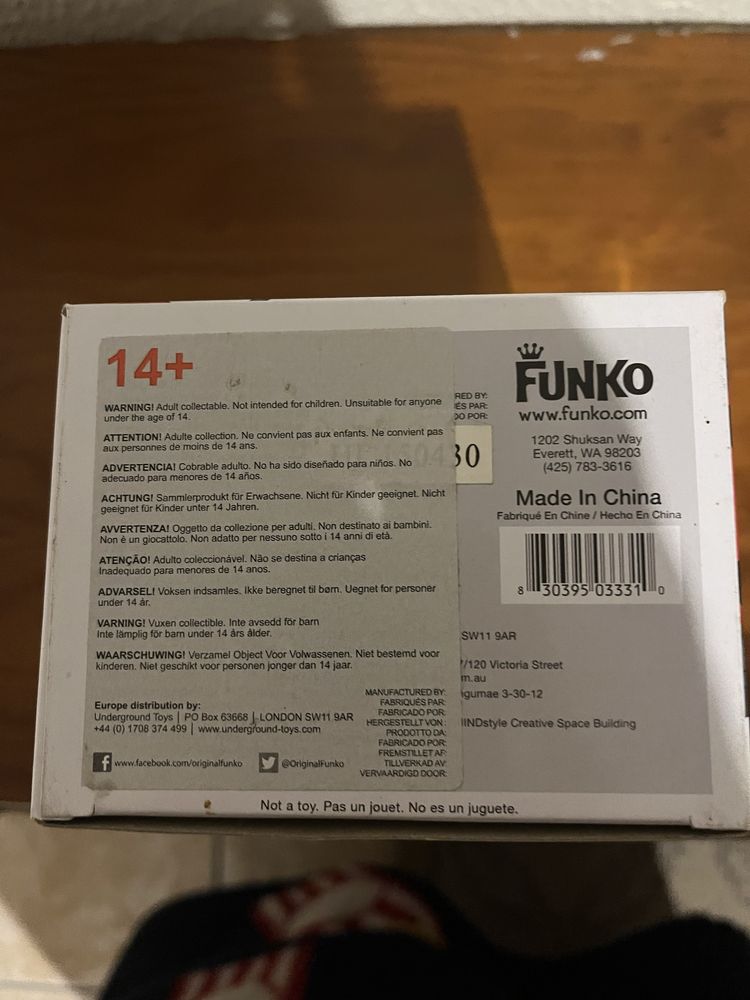 14+
WARNING! Adult collectable. Not intended for children. Unsuitable for anyone
under the age of 14.
ATTENTION! Adulte collection. Ne convient pas aux enfants. Ne convient pas
aux personnes de moins de 14 ans.
ADVERTENCIA! Cobrable adulto. No ha sido diseñado para niños. No
adecuado para menores de 14 años.
ACHTUNG! Sammlerprodukt für Erwachsene. Nicht für Kinder geeignet. Nicht
geeignet für Kinder unter 14 Jahren.
AVVERTENZA! Oggetto da collezione per adulti. Non destinato ai bambini.
Non è un giocattolo. Non adatto per nessuno sotto i 14 anni di età.
ATENÇÃO! Adulto coleccionável. Não se destina a crianças
Inadequado para menores de 14 anos.
ADVARSEL! Voksen indsamles. Ikke beregnet til børn. Uegnet for personer
under 14 år.
VARNING! Vuxen collectible. Inte avsedd för barn
Inte lämplig för barn under 14 års ålder.
WAARSCHUWING! Verzamel Object Voor Volwassenen. Niet bestemd voor
kinderen. Niet geschikt voor personen jonger dan 14 jaar.
Europe distribution by:
Underground Toys | PO Box 63668 | LONDON SW11 9AR
+44 (0) 1708 374 499 | www.underground-toys.com
www.facebook.com/originalfunko
@OriginalFunko
MANUFACTURED BY:
FABRIQUÉS PAR:
FABRICADO POR:
HERGESTELLT VON:
PRODOTTO DA:
FABRICADO POR:
FREMSTILLET AF:
TILLVERKAD AV:
VERVAARDIGD DOOR:
RED BY:
ÉS PAR:
DO POR:
30
FUNKO
www.funko.com
1202 Shuksan Way
Everett, WA 98203
(425) 783-3616
Made In China
Fabriqué En Chine / Hecho En China
8 30395 03331 0
SW11 9AR
/120 Victoria Street
m.au
igumae 3-30-12
INDstyle Creative Space Building
Not a toy. Pas un jouet. No es un juguete.